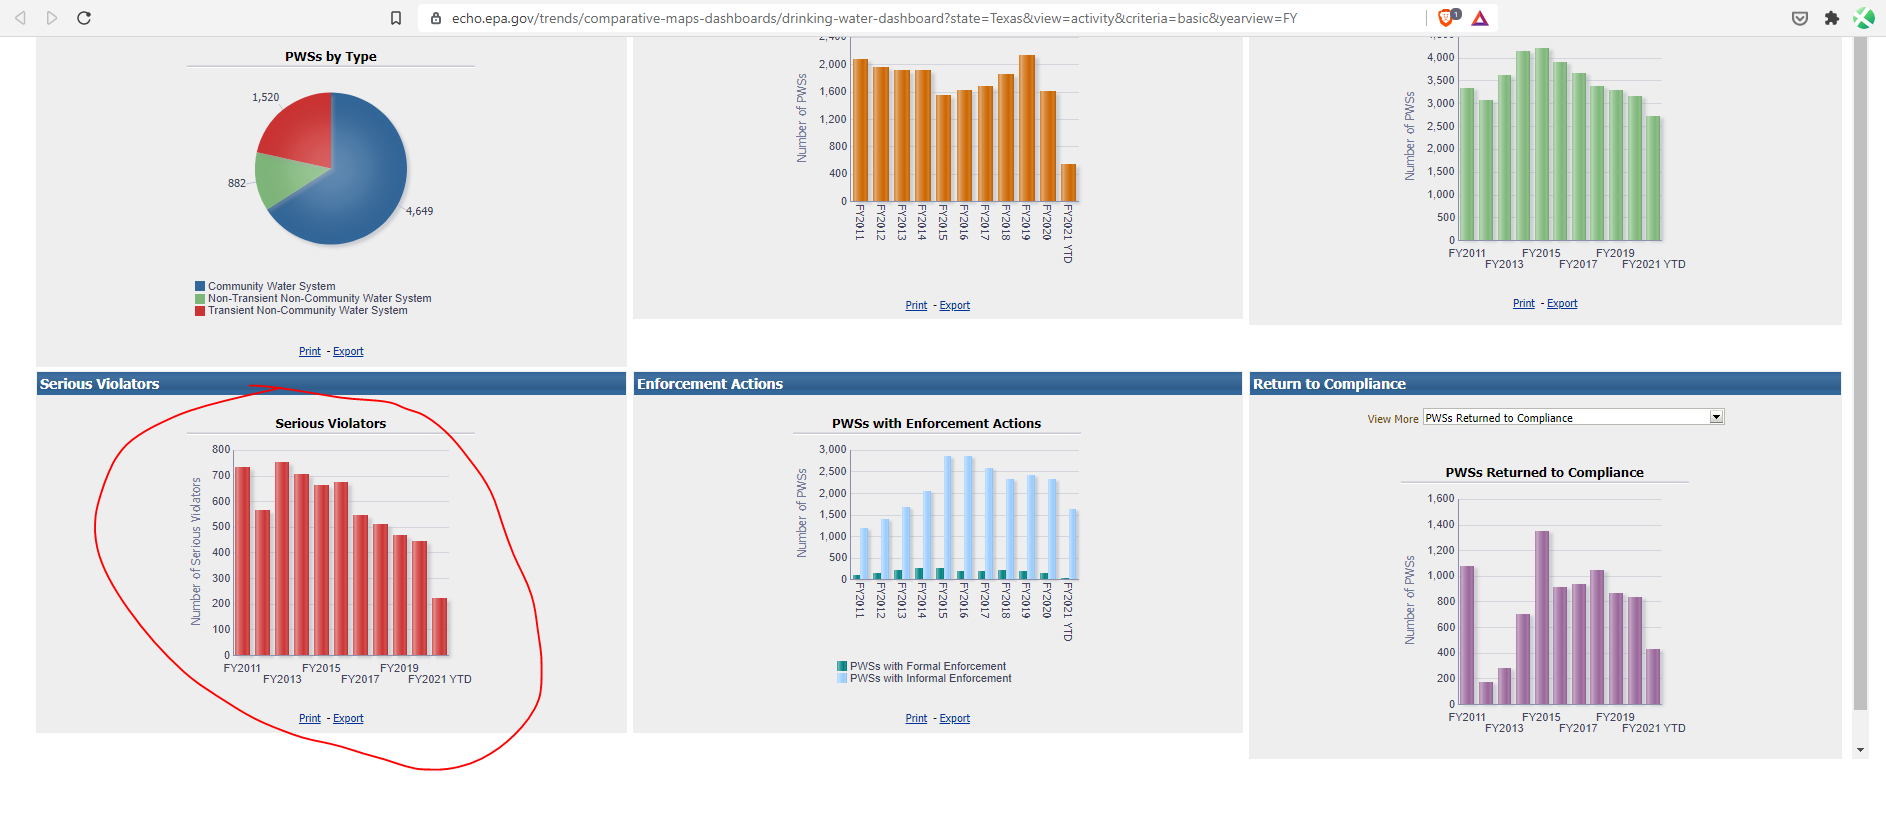 echo.epa.gov/trends/comparative-maps-dashboards/drinking-water-dashboard?state=Texas&view=activity&criteria=basic&yearview=FY
1
PWSs by Type
1,520
882
4,649
Community Water System
Non-Transient Non-Community Water System
Transient Non-Community Water System
Print - Export
Number of PWSs
2,400
2,000
1,600
1,200
800
400
0
FY2011
FY2012
FY2013
FY2014
FY2015
FY2016
FY2017
FY2018
FY2019
FY2020
FY2021 YTD
Print - Export
Number of PWSs
4,000
3,500
3,000
2,500
2,000
1,500
1,000
500
0
FY2011 FY2015 FY2019
FY2013 FY2017 FY2021 YTD
Print - Export
Serious Violators
Serious Violators
Number of Serious Violators
800
700
600
500
400
300
200
100
0
FY2011 FY2015 FY2019
FY2013 FY2017 FY2021 YTD
Print - Export
Enforcement Actions
PWSs with Enforcement Actions
Number of PWSs
3,000
2,500
2,000
1,500
1,000
500
0
FY2011
FY2012
FY2013
FY2014
FY2015
FY2016
FY2017
FY2018
FY2019
FY2020
FY2021 YTD
PWSs with Formal Enforcement
PWSs with Informal Enforcement
Print - Export
Return to Compliance
View More PWSs Returned to Compliance
PWSs Returned to Compliance
Number of PWSs
1,600
1,400
1,200
1,000
800
600
400
200
0
FY2011 FY2015 FY2019
FY2013 FY2017 FY2021 YTD